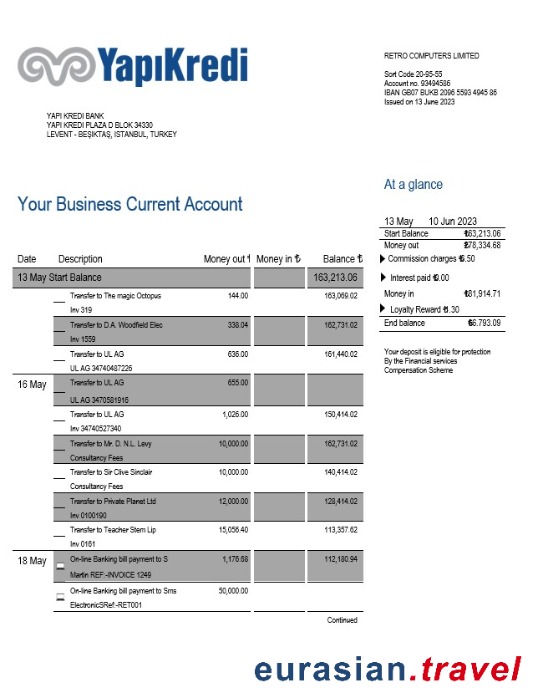 YapıKredi
RETRO COMPUTERS LIMITED
Sort Code 20-95-55
Account no. 93494586
IBAN GB07 BUKB 2096 5593 4945 86
Issued on 13 June 2023
YAPI KREDI BANK
YAPI KREDI PLAZA D BLOK 34330
LEVENT - BEŞIKTAŞ, ISTANBUL, TURKEY
At a glance
Your Business Current Account
13 May 10 Jun 2023
Start Balance ₺163,213.06
Money out ₺278,334.68
Commission charges ₺6.50
Interest paid ₺0.00
Money in ₺181,914.71
Loyalty Reward ₺1.30
End balance ₺66.793.09
Your deposit is eligible for protection
By the Financial services
Compensation Scheme
Date Description Money out ₺ Money in ₺ Balance ₺
13 May Start Balance 163,213.06
Transfer to The magic Octopus 144.00 163,069.02
Inv 319
Transfer to D.A. Woodfield Elec 338.04 162,731.02
Inv 1559
Transfer to UL AG 636.00 161,440.02
UL AG 34740487226
16 May Transfer to UL AG 655.00
UL AG 3470581916
Transfer to UL AG 1,026.00 150,414.02
Inv 34740527340
Transfer to Mr. D. N.L. Levy 10,000.00 162,731.02
Consultancy Fees
Transfer to Sir Clive Sinclair 10,000.00 140,414.02
Consultancy Fees
Transfer to Private Planet Ltd 12,000.00 128,414.02
Inv 0100190
Transfer to Teacher Stem Lip 15,056.40 113,357.62
Inv 0161
18 May On-line Banking bill payment to S 1,176.68 112,180.94
Martin REF:-INVOICE 1249
On-line Banking bill payment to Sms 50,000.00
ElectronicSRef:-RET001
Continued
eurasian.travel